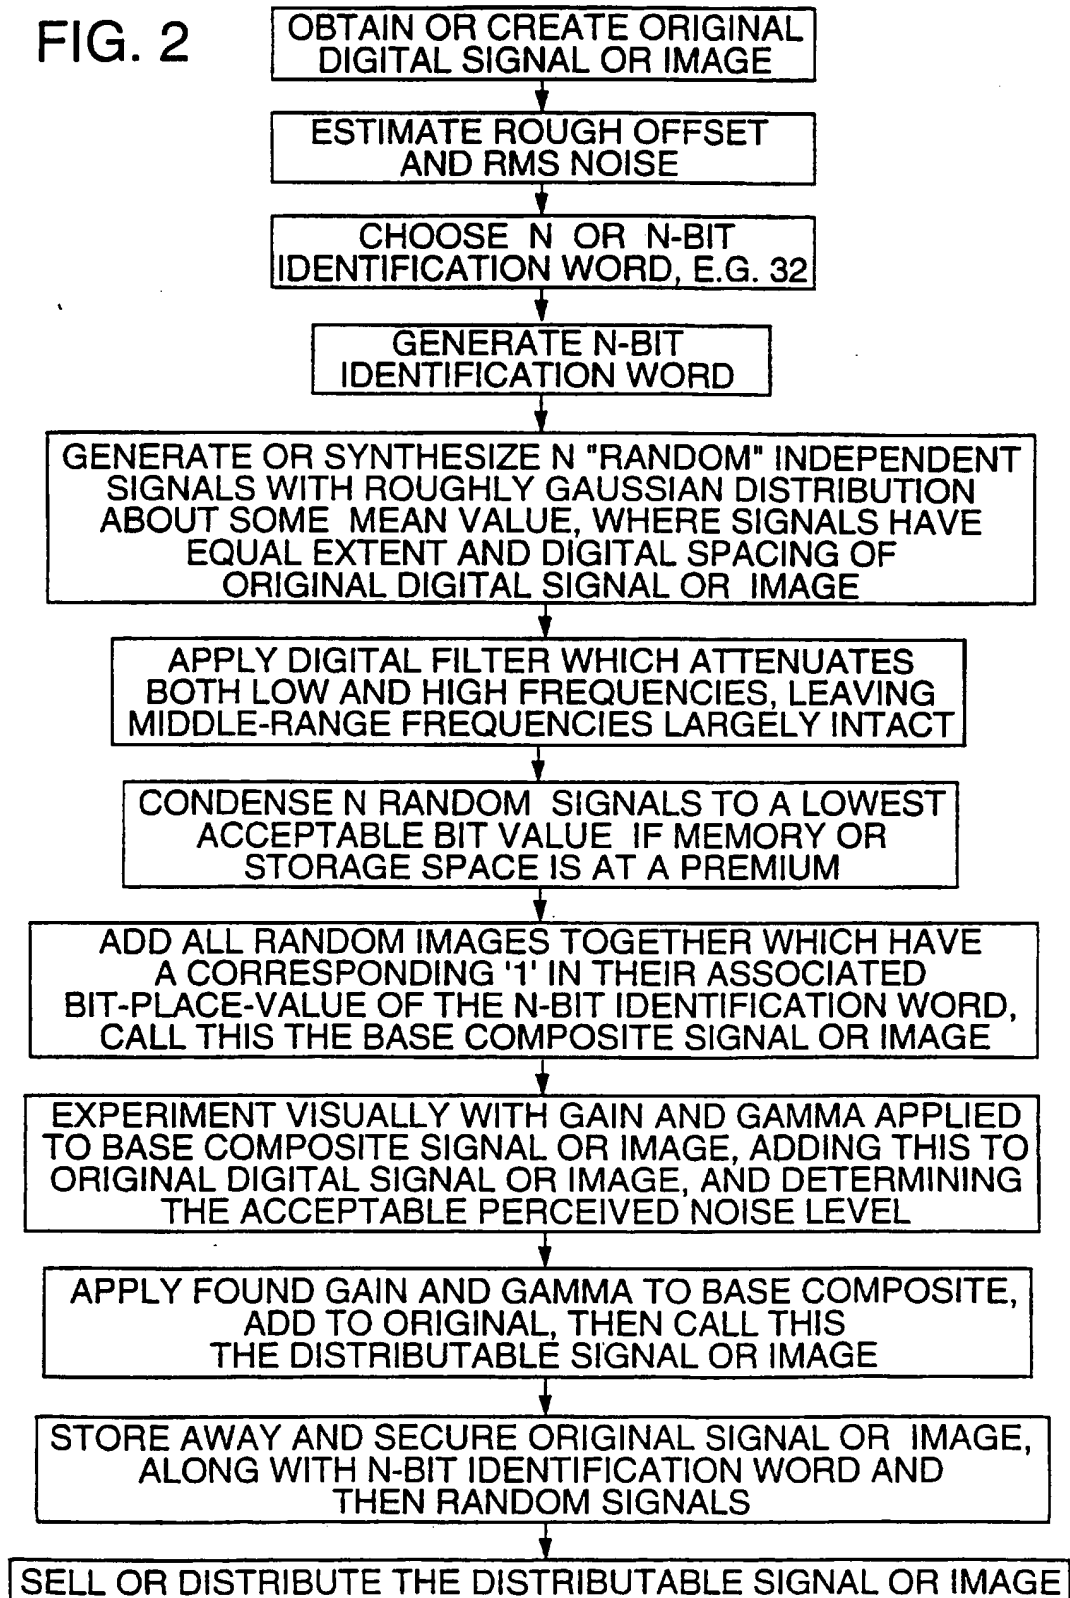 FIG. 2
OBTAIN OR CREATE ORIGINAL
DIGITAL SIGNAL OR IMAGE
ESTIMATE ROUGH OFFSET
AND RMS NOISE
CHOOSE N OR N-BIT
IDENTIFICATION WORD, E.G. 32
GENERATE N-BIT
IDENTIFICATION WORD
GENERATE OR SYNTHESIZE N "RANDOM" INDEPENDENT
SIGNALS WITH ROUGHLY GAUSSIAN DISTRIBUTION
ABOUT SOME MEAN VALUE, WHERE SIGNALS HAVE
EQUAL EXTENT AND DIGITAL SPACING OF
ORIGINAL DIGITAL SIGNAL OR IMAGE
APPLY DIGITAL FILTER WHICH ATTENUATES
BOTH LOW AND HIGH FREQUENCIES, LEAVING
MIDDLE-RANGE FREQUENCIES LARGELY INTACT
CONDENSE N RANDOM SIGNALS TO A LOWEST
ACCEPTABLE BIT VALUE IF MEMORY OR
STORAGE SPACE IS AT A PREMIUM
ADD ALL RANDOM IMAGES TOGETHER WHICH HAVE
A CORRESPONDING '1' IN THEIR ASSOCIATED
BIT-PLACE-VALUE OF THE N-BIT IDENTIFICATION WORD,
CALL THIS THE BASE COMPOSITE SIGNAL OR IMAGE
EXPERIMENT VISUALLY WITH GAIN AND GAMMA APPLIED
TO BASE COMPOSITE SIGNAL OR IMAGE, ADDING THIS TO
ORIGINAL DIGITAL SIGNAL OR IMAGE, AND DETERMINING
THE ACCEPTABLE PERCEIVED NOISE LEVEL
APPLY FOUND GAIN AND GAMMA TO BASE COMPOSITE,
ADD TO ORIGINAL, THEN CALL THIS
THE DISTRIBUTABLE SIGNAL OR IMAGE
STORE AWAY AND SECURE ORIGINAL SIGNAL OR IMAGE,
ALONG WITH N-BIT IDENTIFICATION WORD AND
THEN RANDOM SIGNALS
SELL OR DISTRIBUTE THE DISTRIBUTABLE SIGNAL OR IMAGE